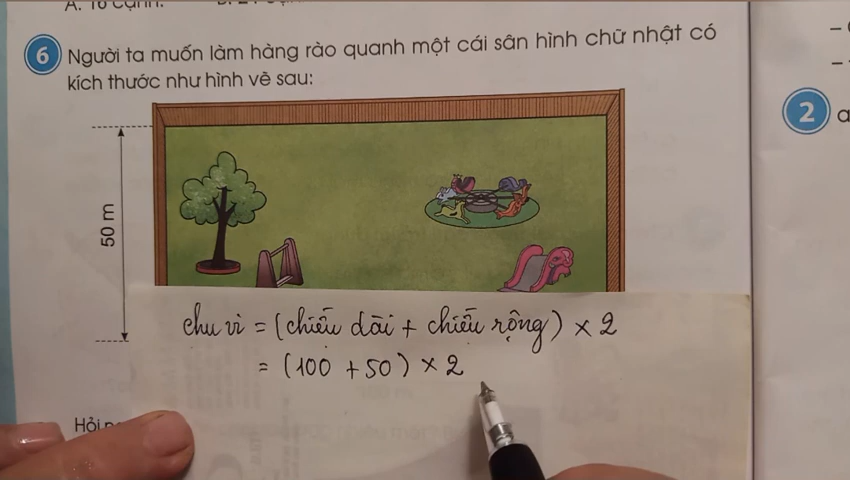 6 Người ta muốn làm hàng rào quanh một cái sân hình chữ nhật có
kích thước như hình vẽ sau:
50 m
chu vi = (chiều dài + chiều rộng) × 2
= (100 + 50) × 2
Hỏi
2 a